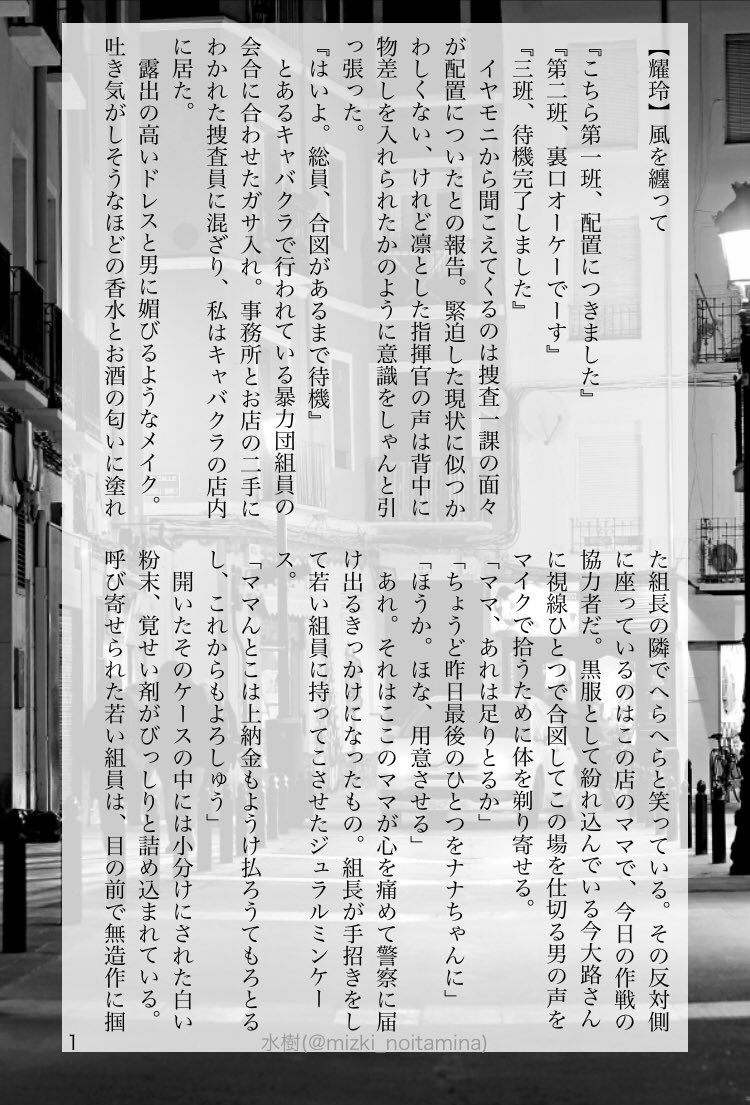 【耀玲】風を纏って
『こちら第一班、配置につきました』
『第二班、裏口オーケーでーす』
『三班、待機完了しました』
　イヤモニから聞こえてくるのは捜査一課の面々
が配置についたとの報告。緊迫した現状に似つか
わしくない、けれど凛とした指揮官の声は背中に
物差しを入れられたかのように意識をしゃんと引
っ張った。
『はいよ。総員、合図があるまで待機』
　とあるキャバクラで行われている暴力団組員の
会合に合わせたガサ入れ。事務所とお店の二手に
わかれた捜査員に混ざり、私はキャバクラの店内
に居た。
　露出の高いドレスと男に媚びるようなメイク。
吐き気がしそうなほどの香水とお酒の匂いに塗れ
た組長の隣でへらへらと笑っている。その反対側
に座っているのはこの店のママで、今日の作戦の
協力者だ。黒服として紛れ込んでいる今大路さん
に視線ひとつで合図してこの場を仕切る男の声を
マイクで拾うために体を剃り寄せる。
「ママ、あれは足りとるか」
「ちょうど昨日最後のひとつをナナちゃんに」
「ほうか。ほな、用意させる」
　あれ。それはここのママが心を痛めて警察に届
け出るきっかけになったもの。組長が手招きをし
て若い組員に持ってこさせたジュラルミンケー
ス。
「ママんとこは上納金もようけ払ろうてもろとる
し、これからもよろしゅう」
　開いたそのケースの中には小分けにされた白い
粉末、覚せい剤がびっしりと詰め込まれている。
呼び寄せられた若い組員は、目の前で無造作に掴
1
水樹(@mizki_noitamina)